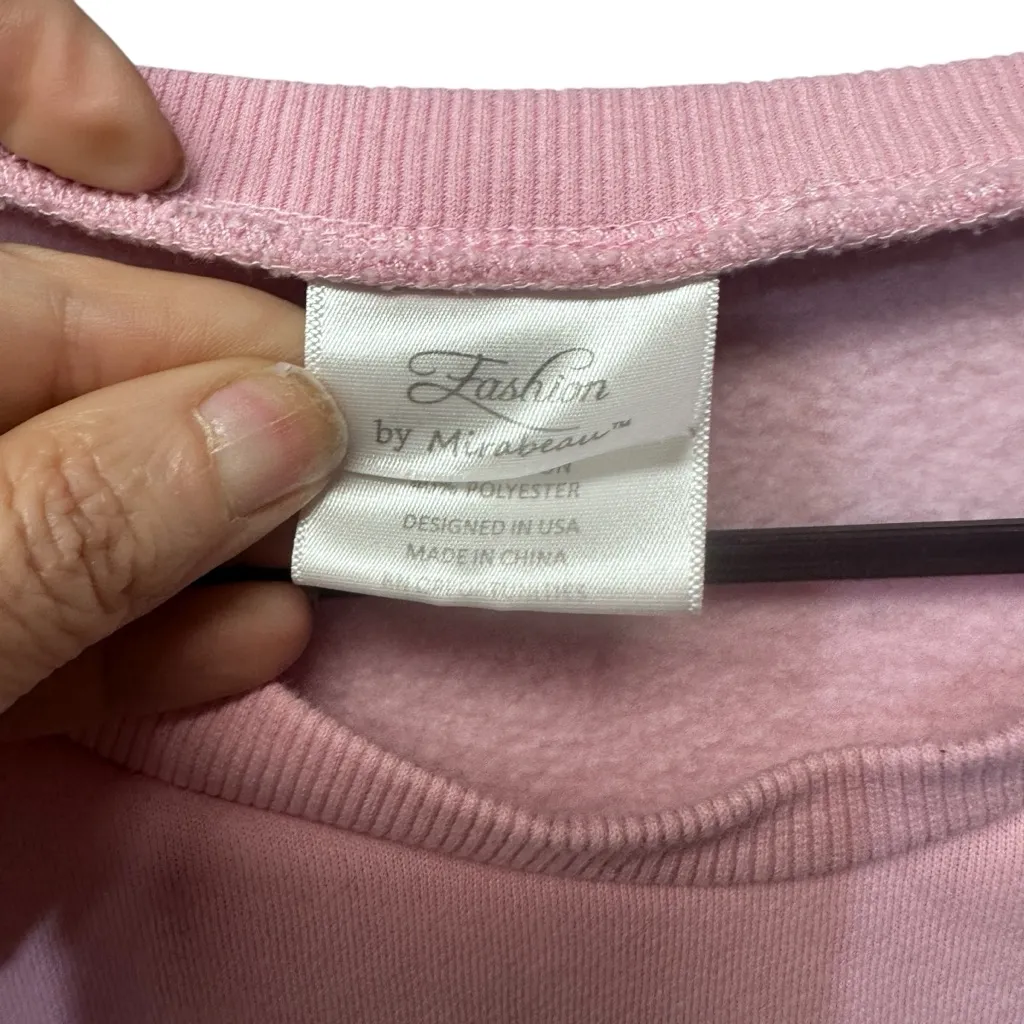 Fashion
by Mirabeau™
POLYESTER
DESIGNED IN USA
MADE IN CHINA